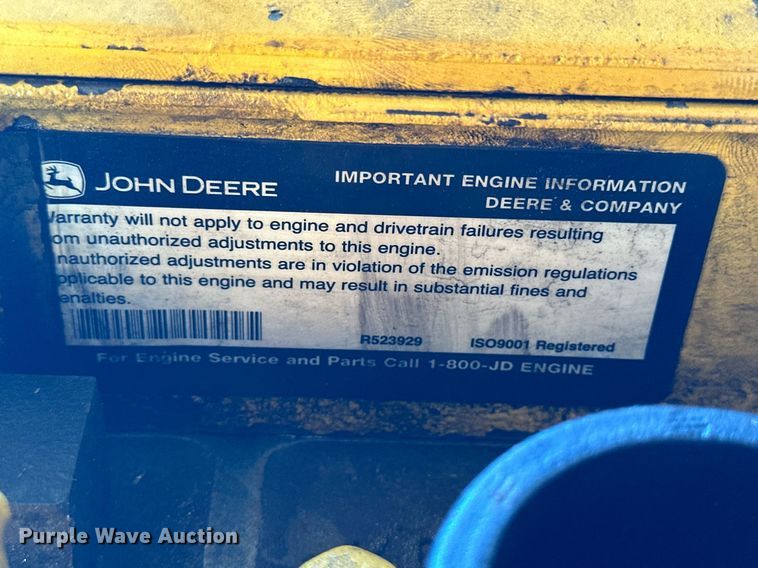 JOHN DEERE
IMPORTANT ENGINE INFORMATION
DEERE & COMPANY
Warranty will not apply to engine and drivetrain failures resulting
om unauthorized adjustments to this engine.
nauthorized adjustments are in violation of the emission regulations
pplicable to this engine and may result in substantial fines and
enalties.
R523929 ISO9001 Registered
For Engine Service and Parts Call 1-800-JD ENGINE
Purple Wave Auction®